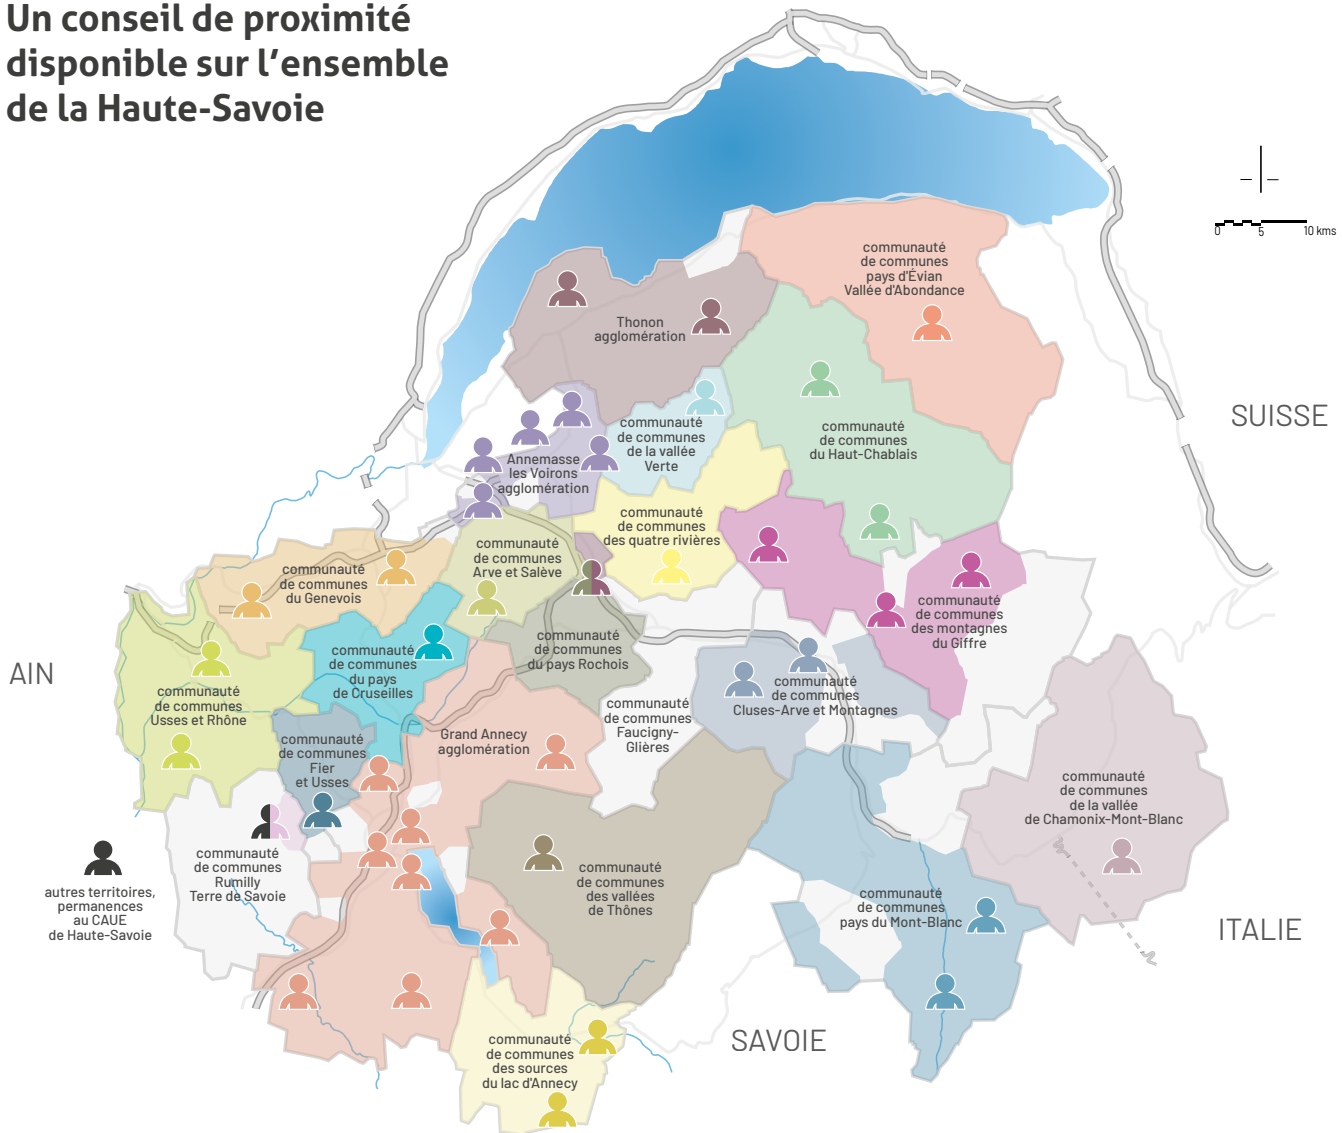 Un conseil de proximité
disponible sur l'ensemble
de la Haute-Savoie
0 5 10 kms
communauté
de communes
pays d'Évian
Vallée d'Abondance
Thonon
agglomération
SUISSE
communauté
de communes
de la vallée
Verte
communauté
de communes
du Haut-Chablais
Annemasse
les Voirons
agglomération
communauté
de communes
des quatre rivières
communauté
de communes
Arve et Salève
communauté
de communes
du Genevois
communauté
de communes
des montagnes
du Giffre
communauté
de communes
du pays Rochois
communauté
de communes
du pays
de Cruseilles
AIN
communauté
de communes
Usses et Rhône
communauté
de communes
Cluses-Arve et Montagnes
communauté
de communes
Faucigny-
Glières
Grand Annecy
agglomération
communauté
de communes
Fier
et Usses
communauté
de communes
de la vallée
de Chamonix-Mont-Blanc
communauté
de communes
Rumilly
Terre de Savoie
autres territoires,
permanences
au CAUE
de Haute-Savoie
communauté
de communes
des vallées
de Thônes
communauté
de communes
pays du Mont-Blanc
ITALIE
SAVOIE
communauté
de communes
des sources
du lac d'Annecy